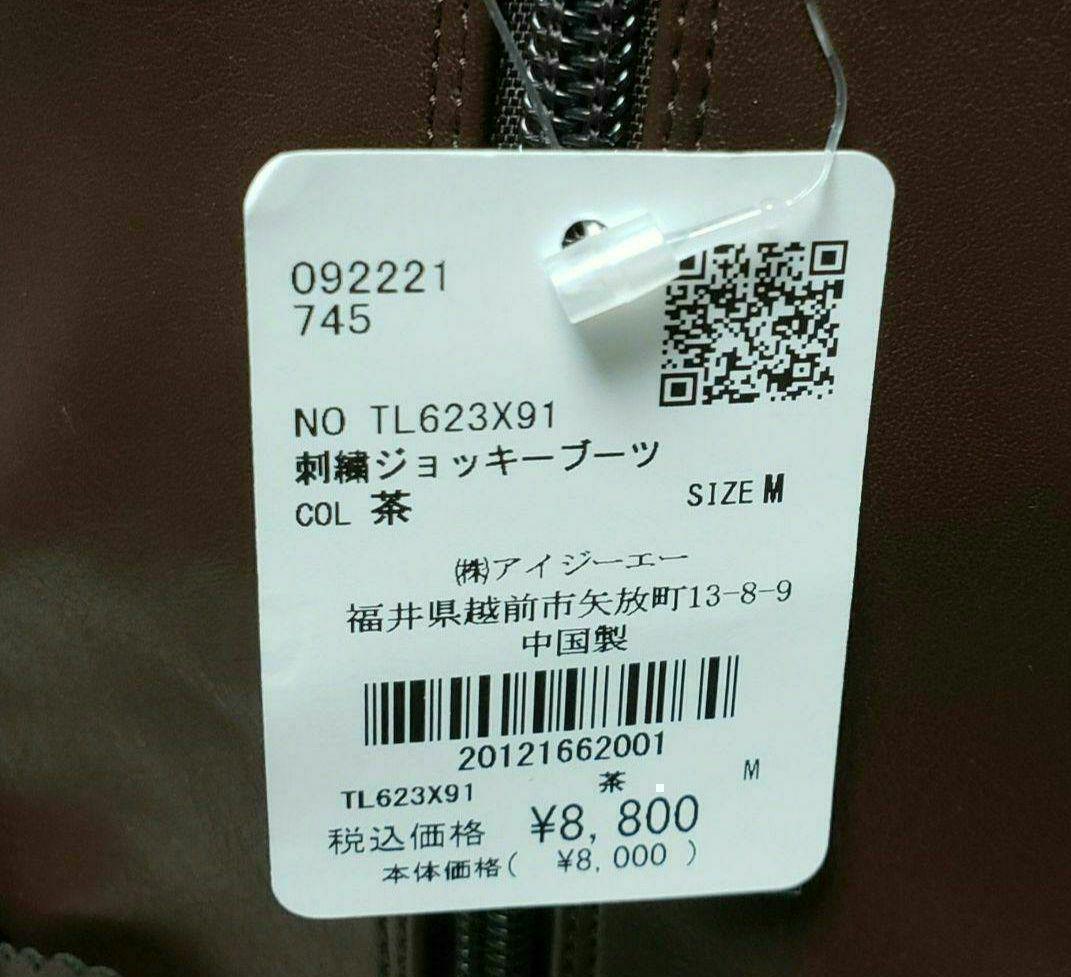 092221
745
NO TL623X91
刺繍ジョッキーブーツ
COL 茶 SIZE M
㈱アイジーエー
福井県越前市矢放町13-8-9
中国製
20121662001
TL623X91 茶 M
税込価格 ¥8,800
本体価格( ¥8,000 )